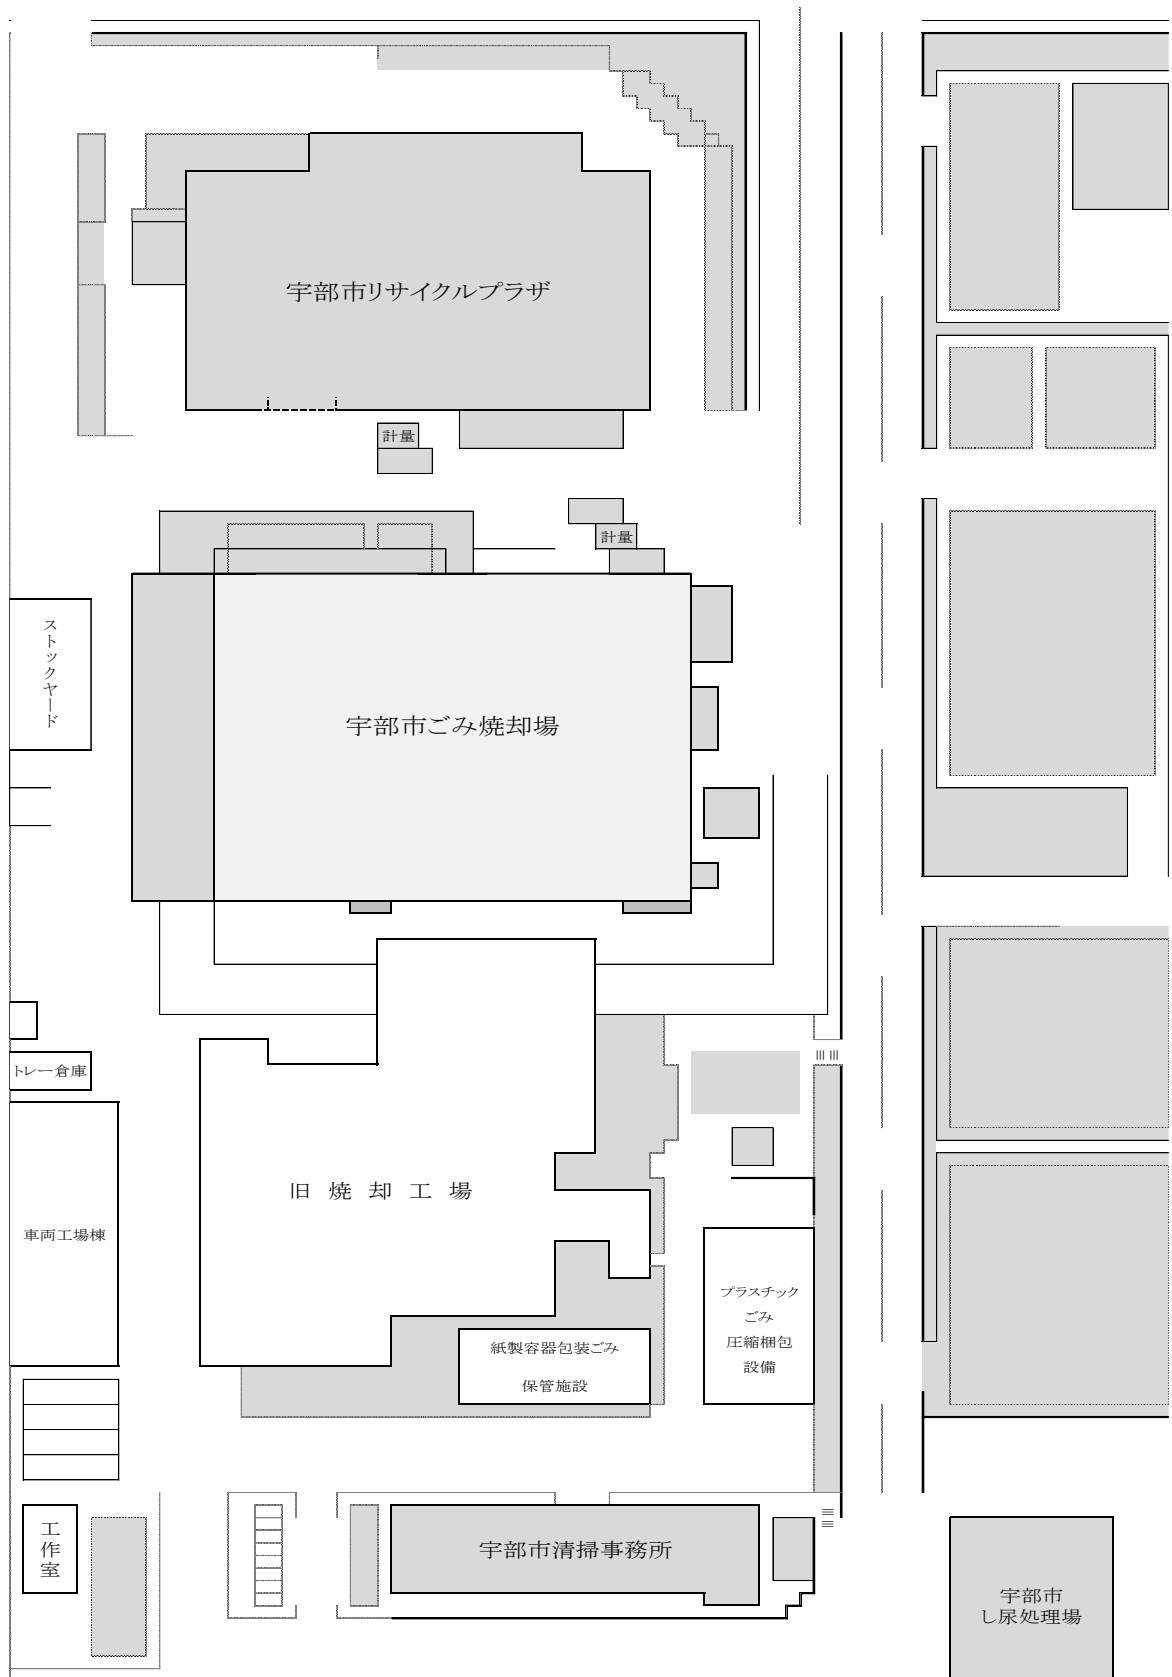 宇部市リサイクルプラザ
計量
計量
ストックヤード
宇部市ごみ焼却場
トレー倉庫
旧焼却工場
車両工場棟
プラスチック
ごみ
圧縮梱包
設備
紙製容器包装ごみ
保管施設
工作室
宇部市清掃事務所
宇部市
し尿処理場